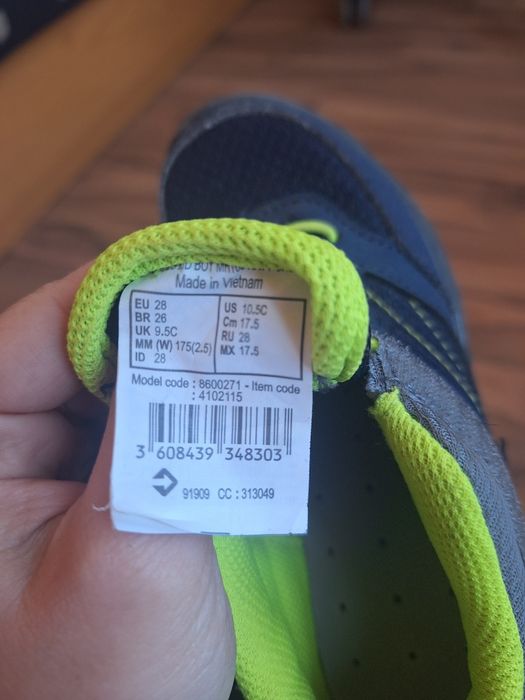 Made in Vietnam
EU 28
BR 26
UK 9.5C
MM (W) 175(2.5)
ID 28
US 10.5C
Cm 17.5
RU 28
MX 17.5
Model code : 8600271 - Item code
: 4102115
3 608439 348303
91909 CC : 313049